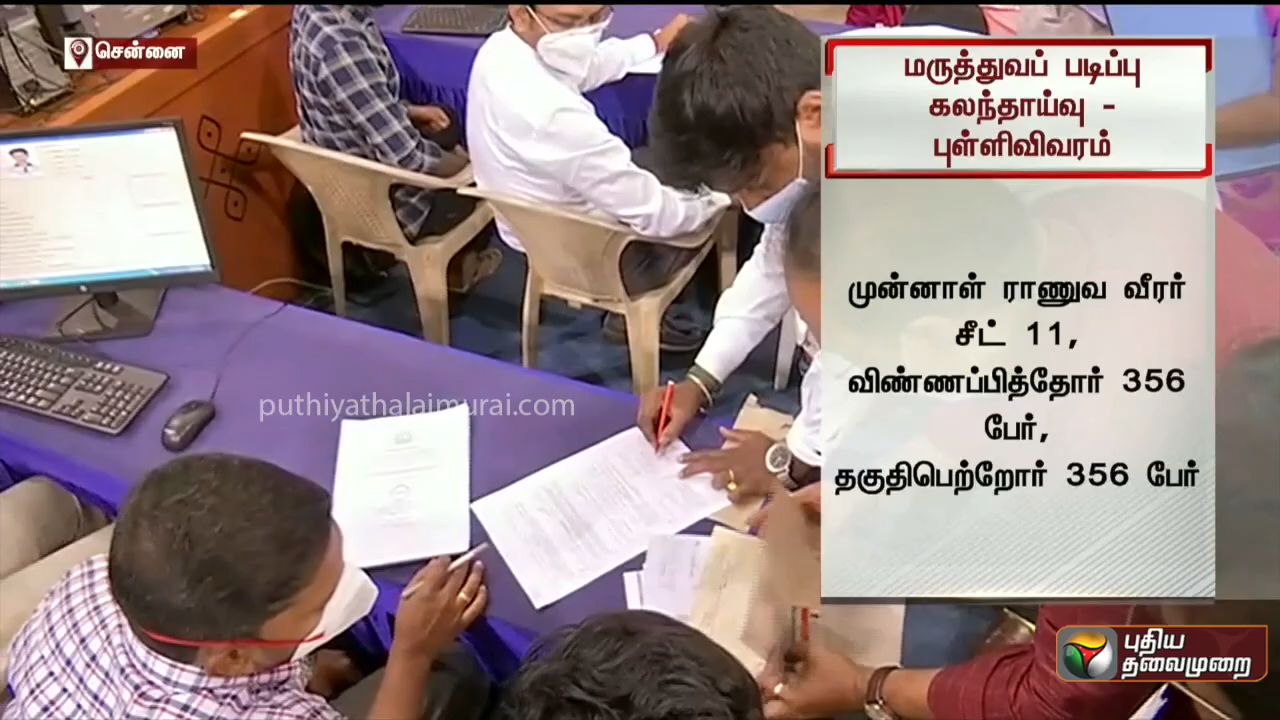 சென்னை
மருத்துவப் படிப்பு
கலந்தாய்வு -
புள்ளிவிவரம்
முன்னாள் ராணுவ வீரர்
சீட் 11,
விண்ணப்பித்தோர் 356
பேர்,
தகுதிபெற்றோர் 356 பேர்
puthiyathalaimurai.com
புதிய
தலைமுறை